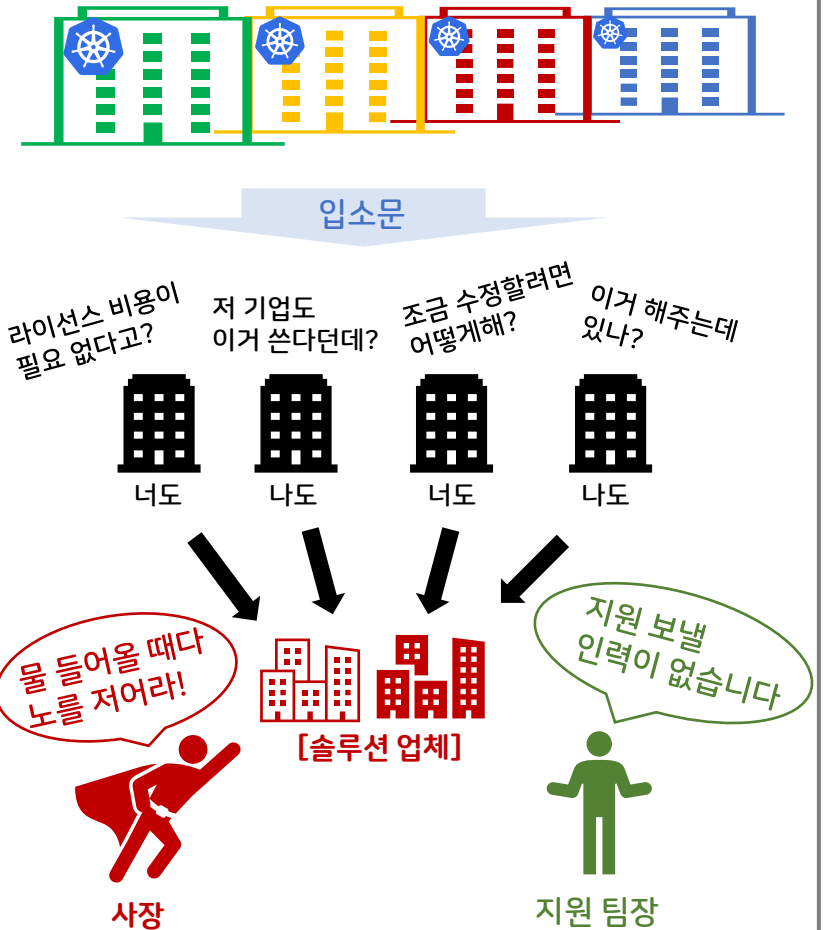 입소문
라이선스 비용이
필요 없다고?
저 기업도
이거 쓴다던데?
조금 수정할려면
어떻게해?
이거 해주는데
있나?
너도
나도
너도
나도
물 들어올 때다
노를 저어라!
지원 보낼
인력이 없습니다
[솔루션 업체]
사장
지원 팀장